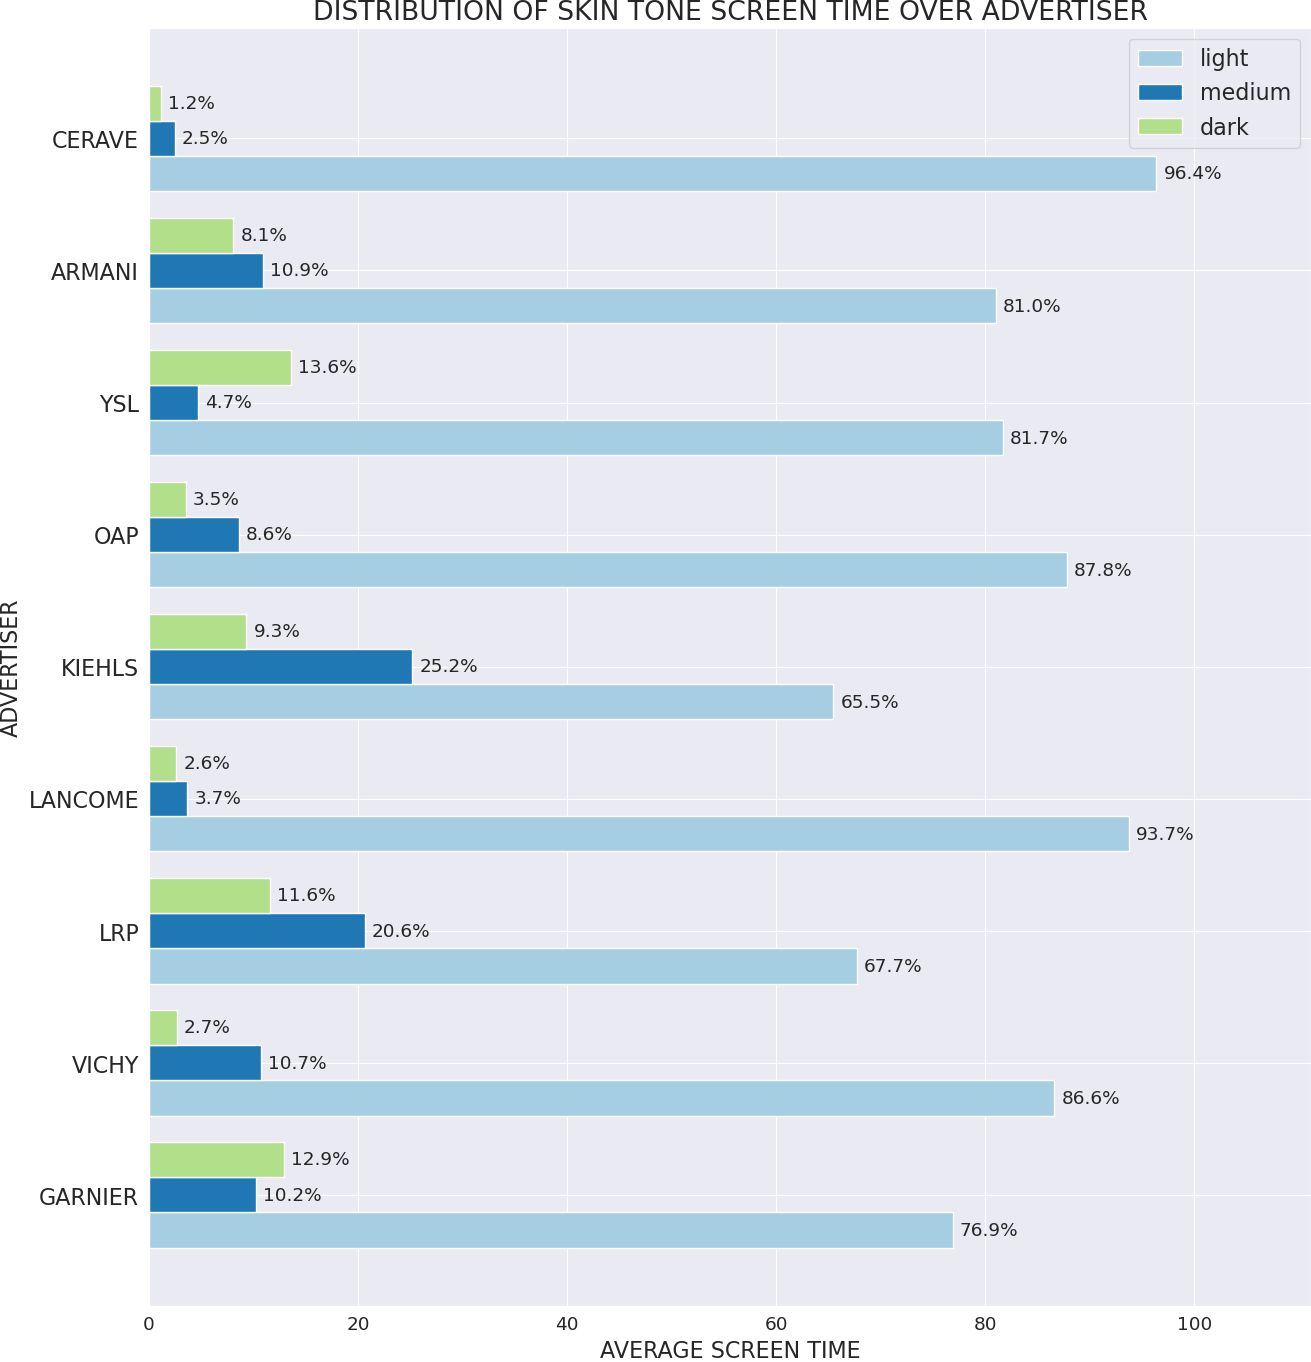 DISTRIBUTION OF SKIN TONE SCREEN TIME OVER ADVERTISER
light
medium
dark
1.2%
CERAVE 2.5%
96.4%
8.1%
ARMANI 10.9%
81.0%
13.6%
YSL 4.7%
81.7%
3.5%
OAP 8.6%
87.8%
9.3%
KIEHLS 25.2%
65.5%
2.6%
LANCOME 3.7%
93.7%
11.6%
LRP 20.6%
67.7%
2.7%
VICHY 10.7%
86.6%
12.9%
GARNIER 10.2%
76.9%
ADVERTISER
0 20 40 60 80 100
AVERAGE SCREEN TIME